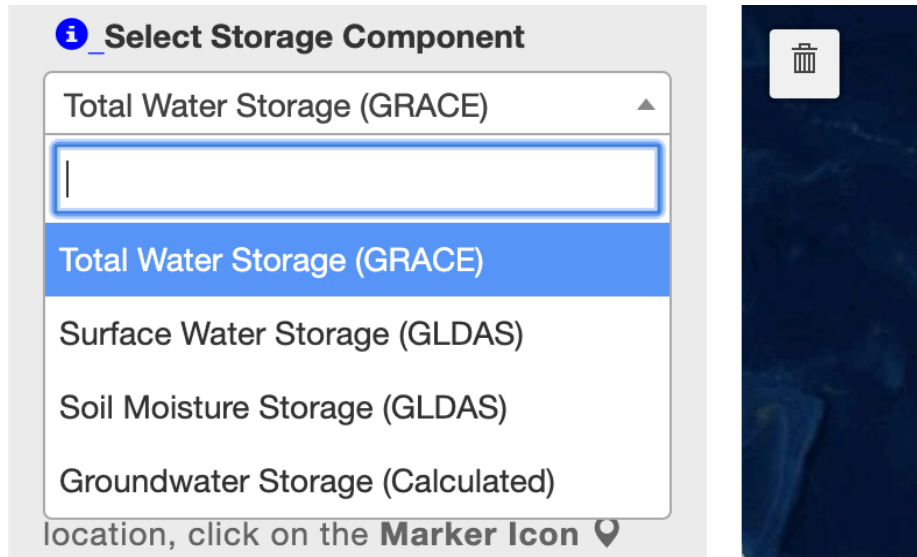 _Select Storage Component
Total Water Storage (GRACE)
Total Water Storage (GRACE)
Surface Water Storage (GLDAS)
Soil Moisture Storage (GLDAS)
Groundwater Storage (Calculated)
location, click on the Marker Icon